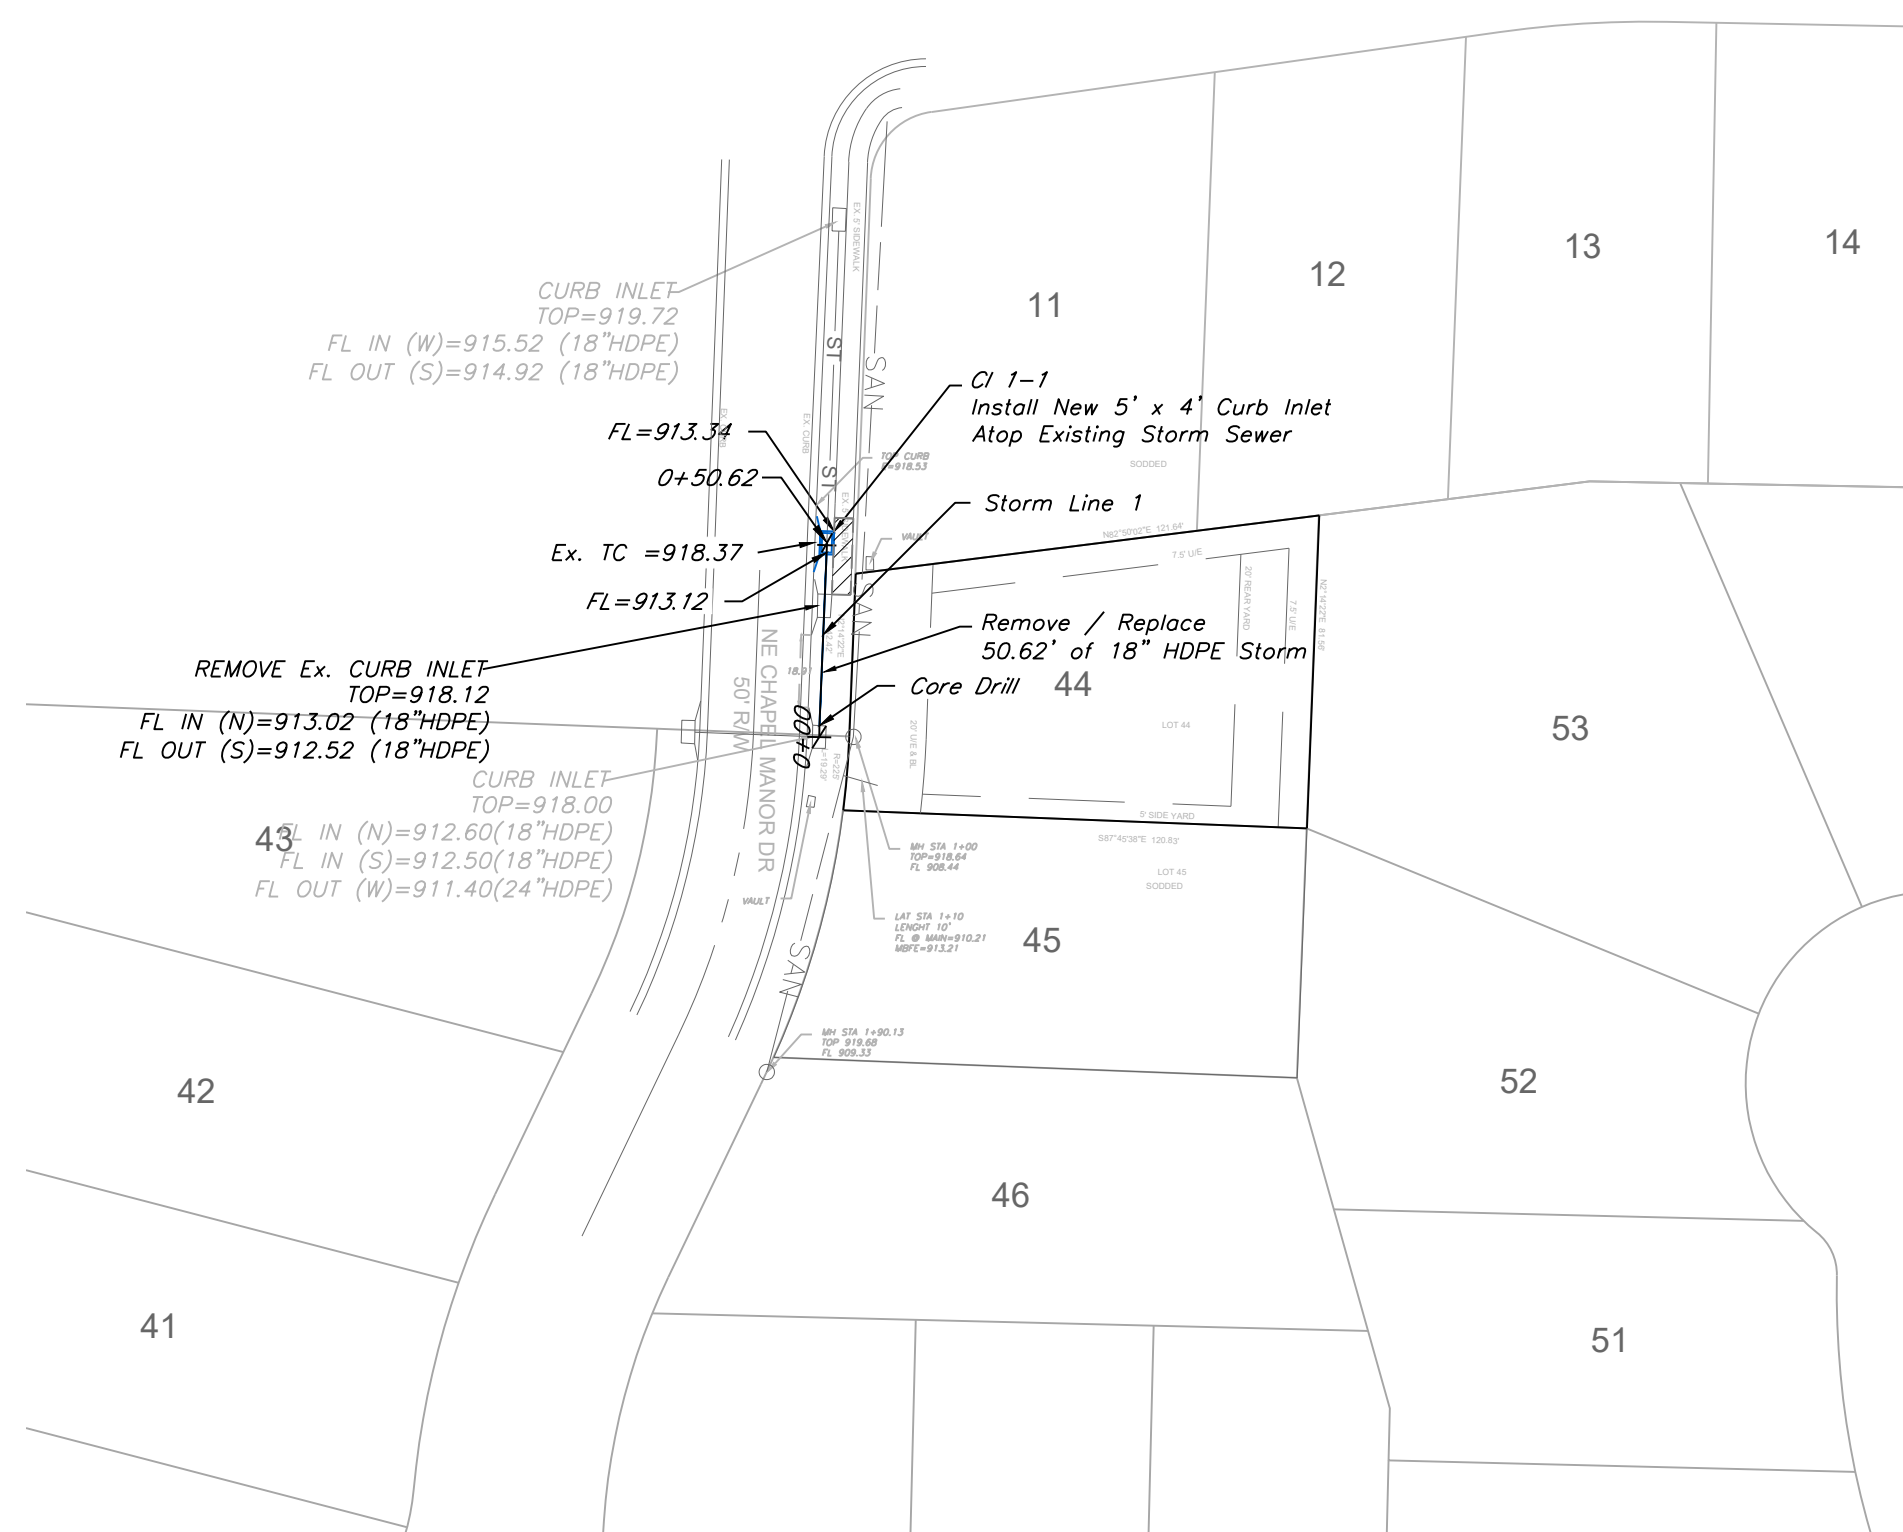 CURB INLET
TOP=919.72
FL IN (W)=915.52 (18"HDPE)
FL OUT (S)=914.92 (18"HDPE)
EX. 5' SIDEWALK
11
12
13
14
ST
SAN
CI 1-1
Install New 5' x 4' Curb Inlet
Atop Existing Storm Sewer
SODDED
EX. CURB
EX. CURB
FL=913.34
TOP CURB
=918.53
0+50.62
ST
Storm Line 1
VAULT
Ex. TC =918.37
FL=913.12
SAN
N82°50'02"E 121.64'
7.5' U/E
20' REAR YARD
7.5' U/E
N2°14'22"E 81.58'
Remove / Replace
50.62' of 18" HDPE Storm
Core Drill
44
LOT 44
20' U/E & BL
REMOVE Ex. CURB INLET
TOP=918.12
FL IN (N)=913.02 (18"HDPE)
FL OUT (S)=912.52 (18"HDPE)
NE CHAPEL MANOR DR
50' R/W
0+00
R=225'
L=19.29'
CURB INLET
TOP=918.00
FL IN (N)=912.60(18"HDPE)
FL IN (S)=912.50(18"HDPE)
FL OUT (W)=911.40(24"HDPE)
43
53
5' SIDE YARD
S87°45'38"E 120.83'
MH STA 1+00
TOP=918.64
FL 908.44
LOT 45
SODDED
VAULT
LAT STA 1+10
LENGHT 10'
FL @ MAIN=910.21
MBFE=913.21
45
SAN
MH STA 1+90.13
TOP 919.68
FL 909.33
42
52
46
41
51